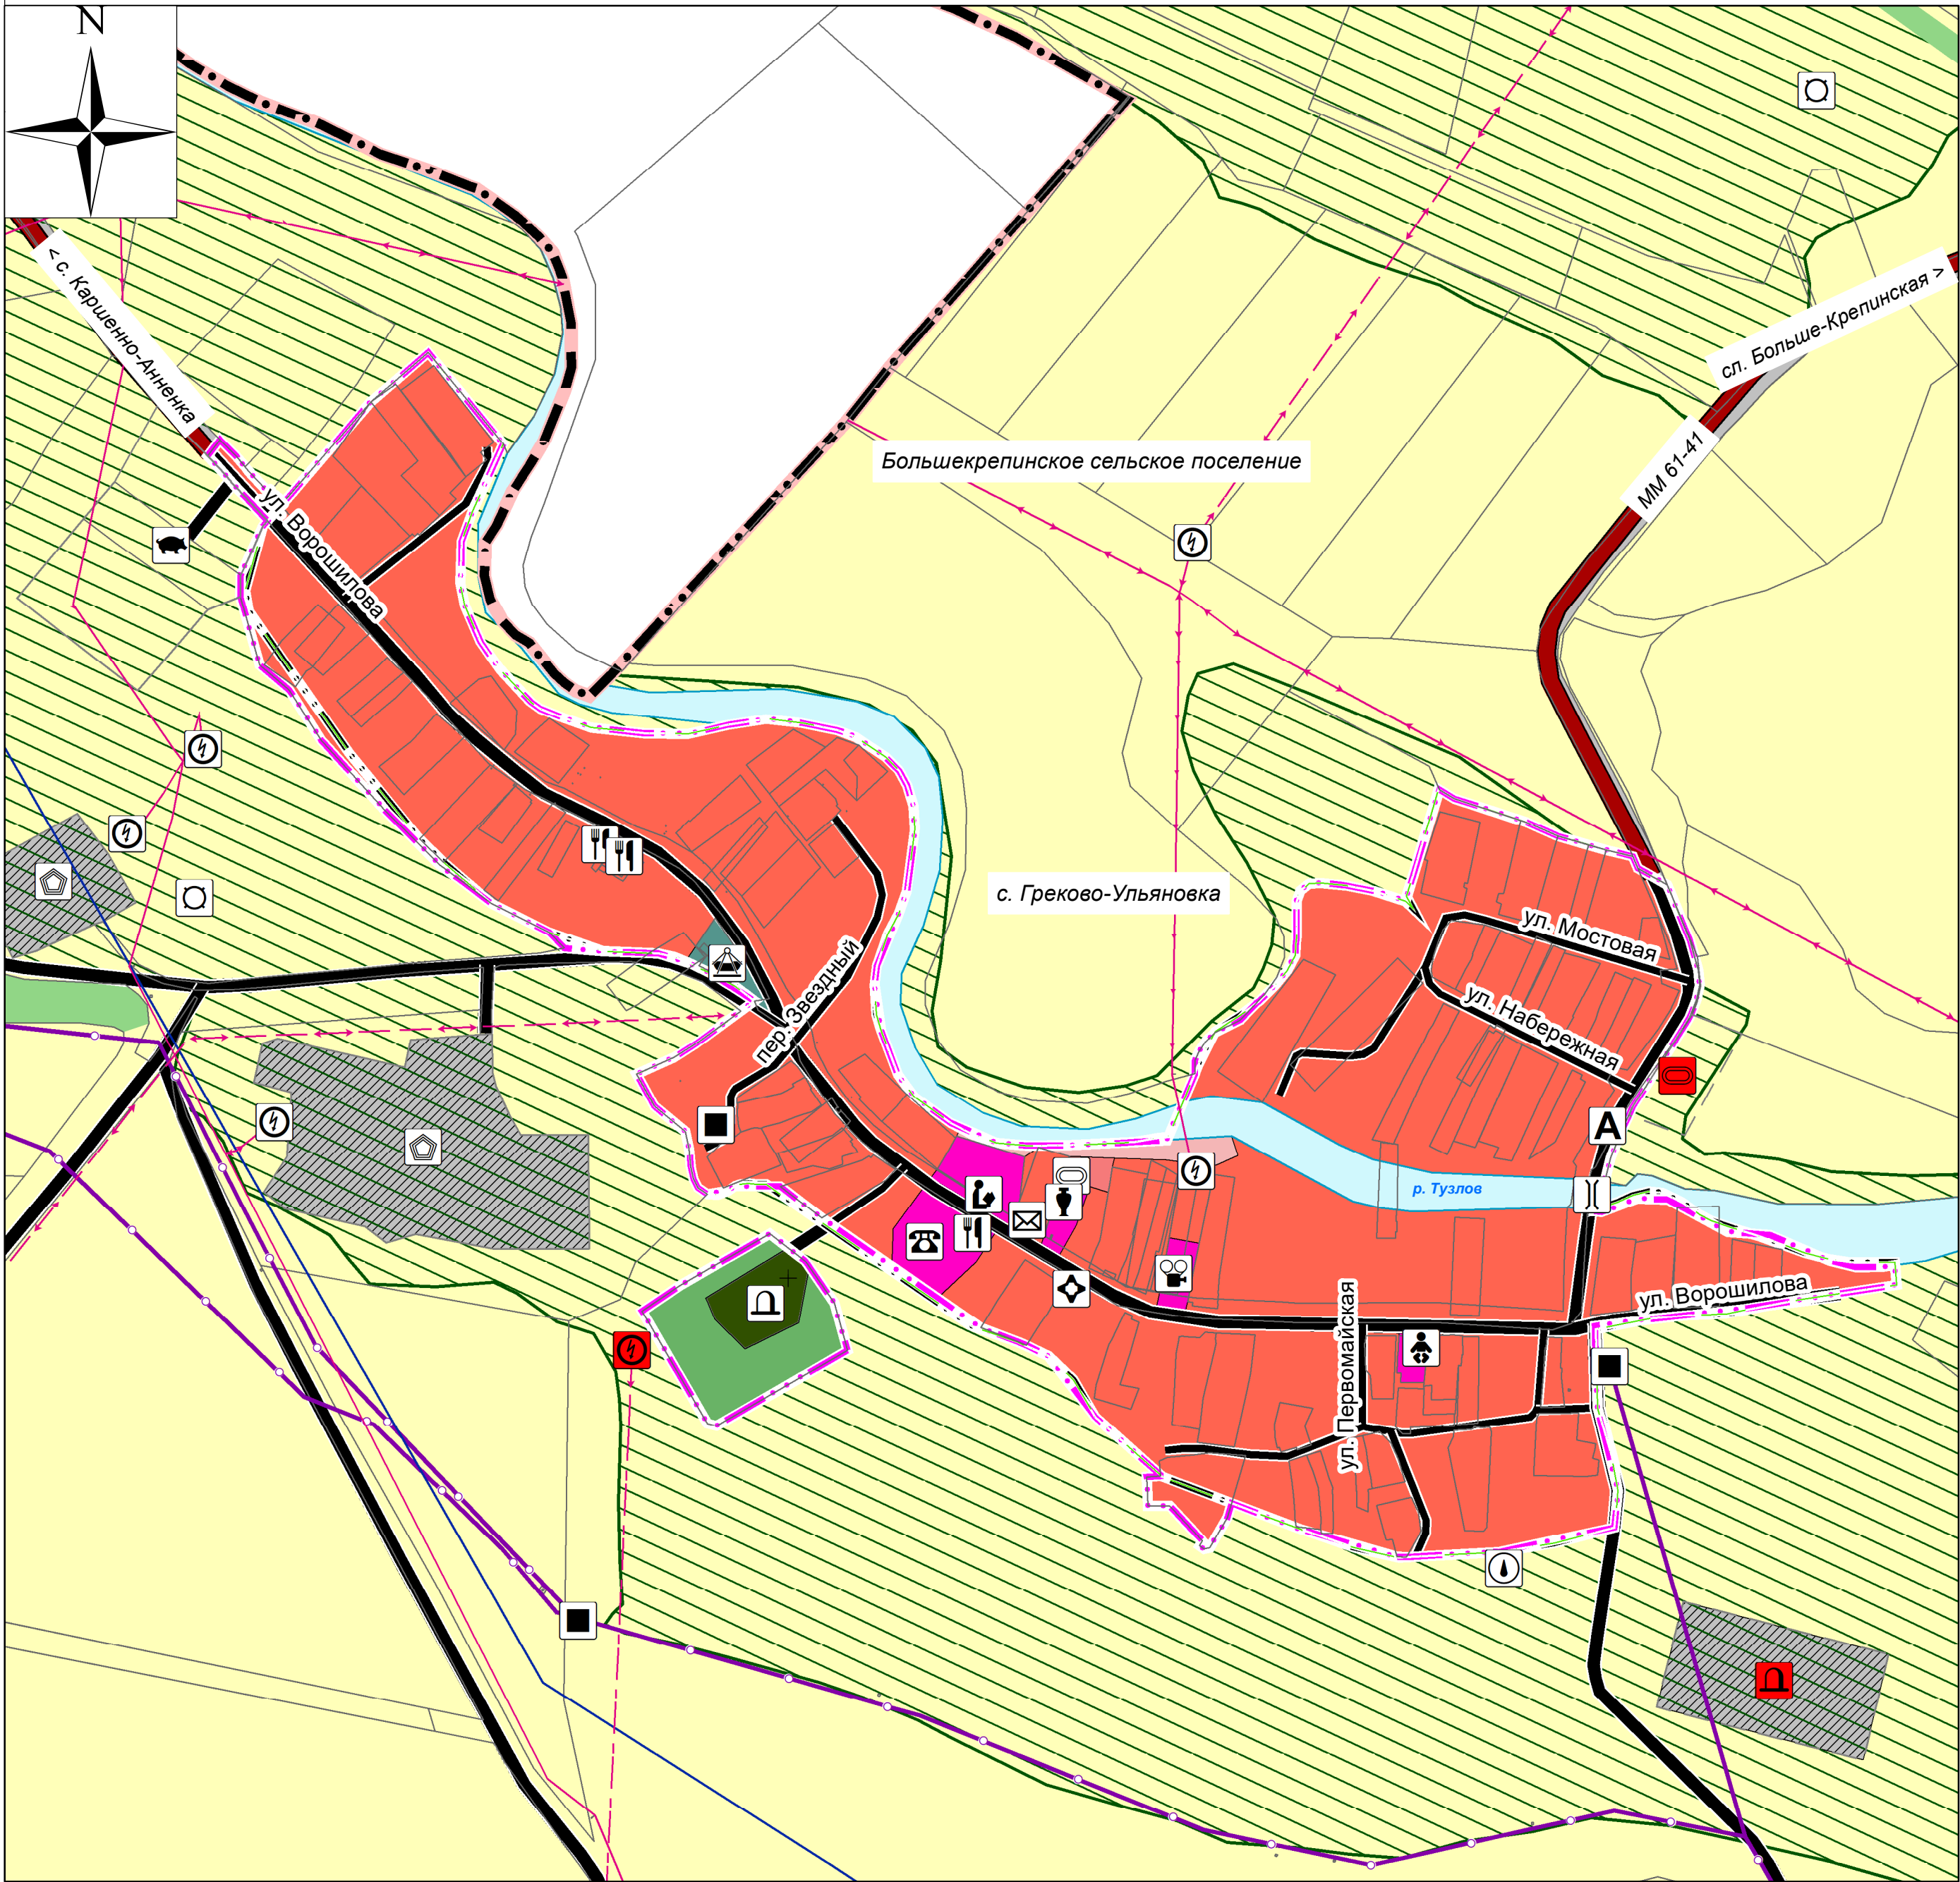 N
< с. Каршенно-Анненка
сл. Больше-Крепинская >
ММ 61-41
Большекрепинское сельское поселение
ул. Ворошилова
с. Греково-Ульяновка
ул. Мостовая
пер. Звездный
ул. Набережная
А
р. Тузлов
ул. Ворошилова
ул. Первомайская